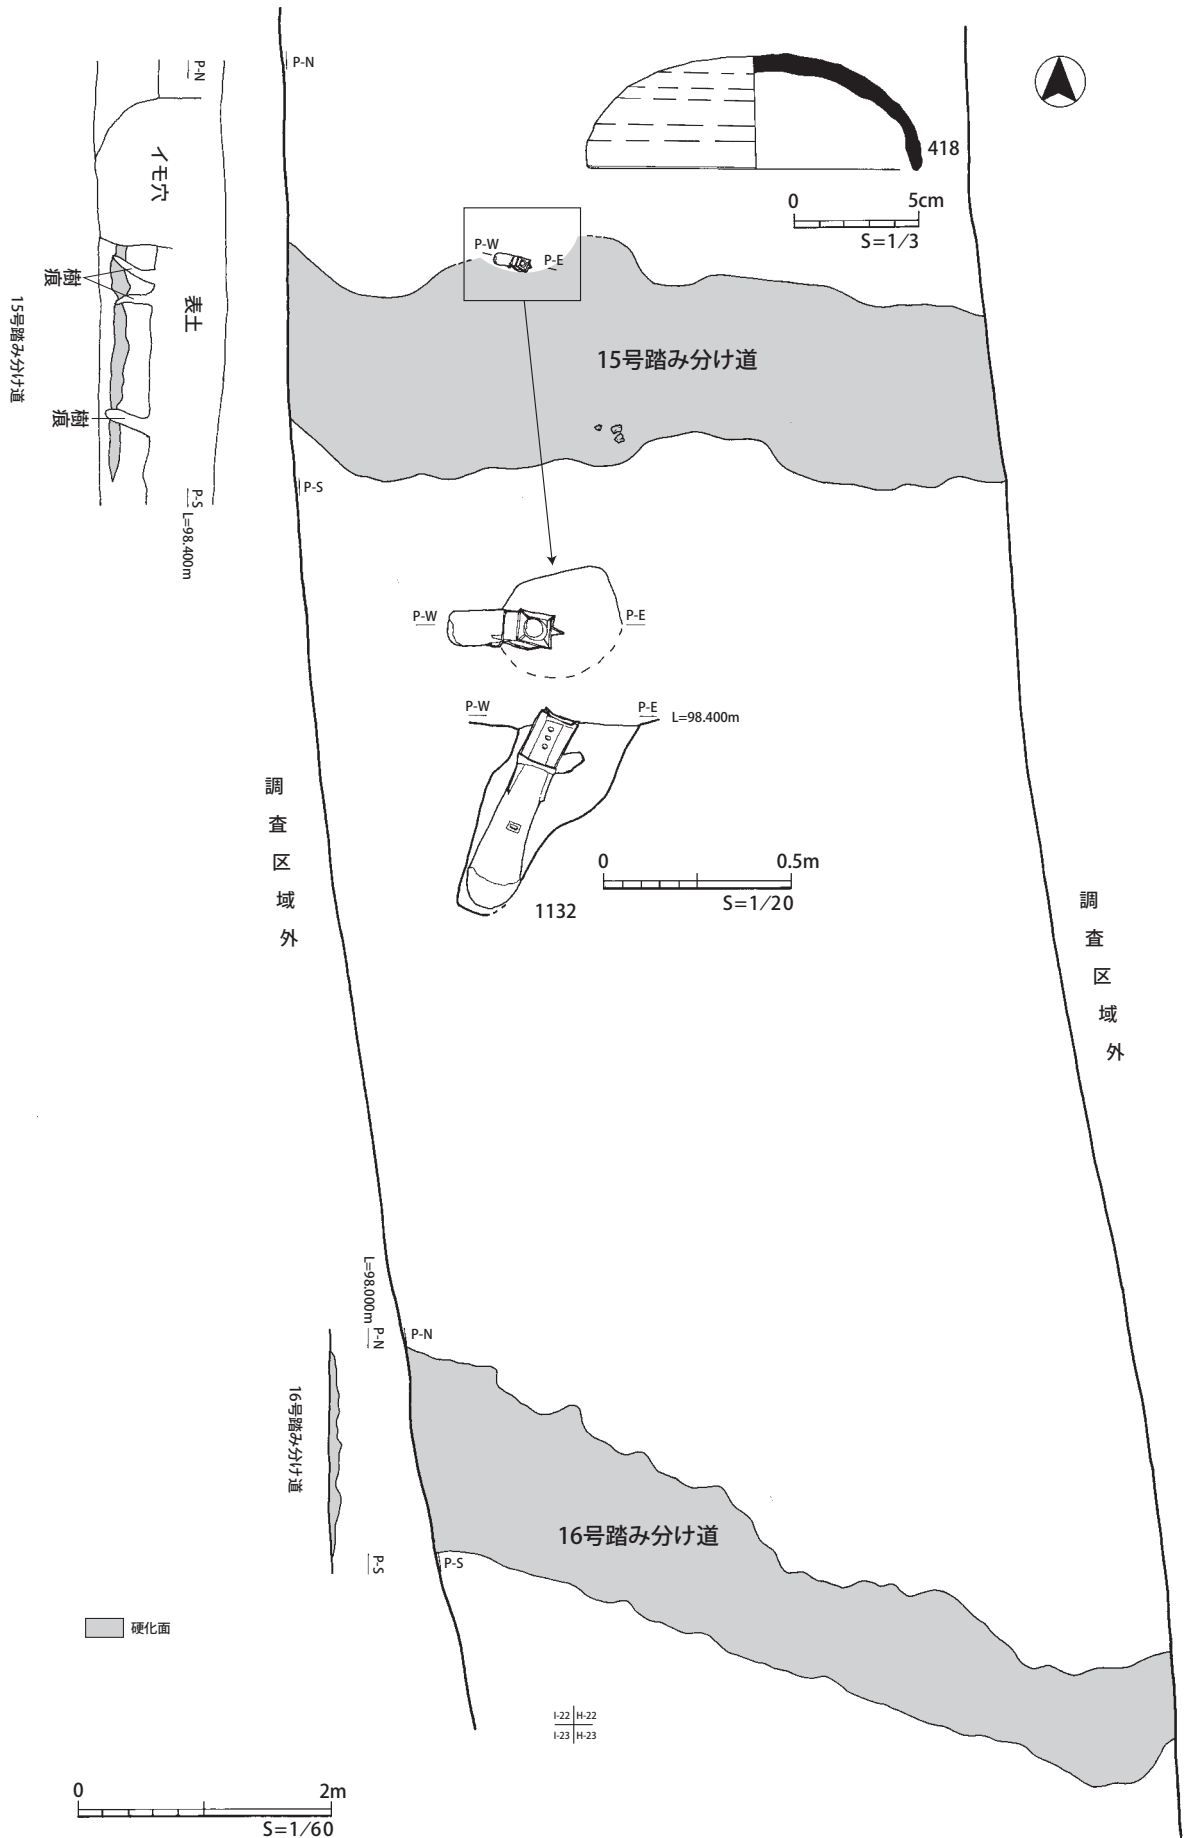 P-N
P-N
イモ穴
樹痕
表土
樹痕
15号踏み分け道
P-S
L=98.400m
418
0 5cm
S=1/3
P-W
P-E
15号踏み分け道
P-S
P-W
P-E
P-W
P-E
L=98.400m
0 0.5m
S=1/20
1132
調査区域外
調査区域外
L=98.000m
P-N
P-N
16号踏み分け道
16号踏み分け道
P-S
P-S
硬化面
I-22 H-22
I-23 H-23
0 2m
S=1/60